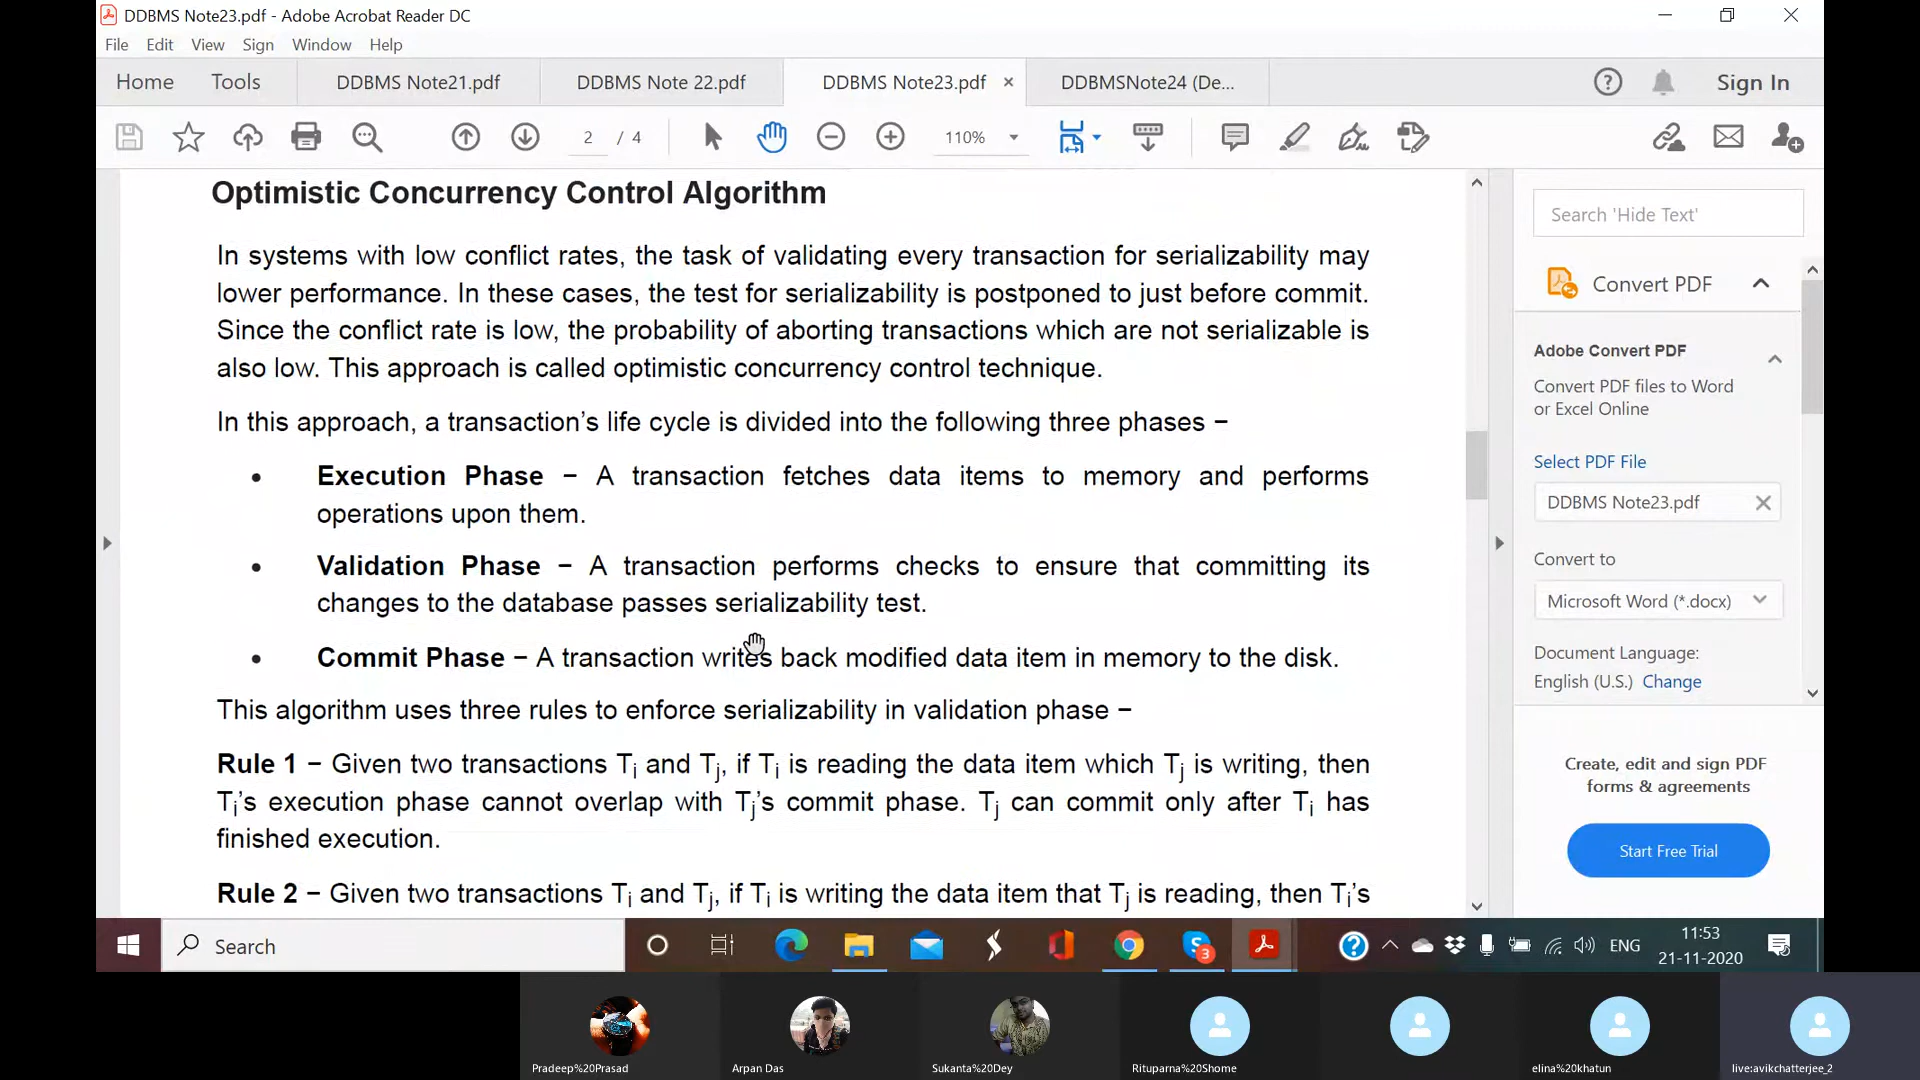 DDBMS Note23.pdf - Adobe Acrobat Reader DC
File Edit View Sign Window Help
Home Tools DDBMS Note21.pdf DDBMS Note 22.pdf DDBMS Note23.pdf × DDBMSNote24 (De... Sign In
2 / 4 110%
Optimistic Concurrency Control Algorithm
In systems with low conflict rates, the task of validating every transaction for serializability may
lower performance. In these cases, the test for serializability is postponed to just before commit.
Since the conflict rate is low, the probability of aborting transactions which are not serializable is
also low. This approach is called optimistic concurrency control technique.
In this approach, a transaction’s life cycle is divided into the following three phases −
• Execution Phase − A transaction fetches data items to memory and performs
operations upon them.
• Validation Phase − A transaction performs checks to ensure that committing its
changes to the database passes serializability test.
• Commit Phase − A transaction writes back modified data item in memory to the disk.
This algorithm uses three rules to enforce serializability in validation phase −
Rule 1 − Given two transactions Ti and Tj, if Ti is reading the data item which Tj is writing, then
Ti’s execution phase cannot overlap with Tj’s commit phase. Tj can commit only after Ti has
finished execution.
Rule 2 − Given two transactions Ti and Tj, if Ti is writing the data item that Tj is reading, then Ti’s
Search 'Hide Text'
Convert PDF
Adobe Convert PDF
Convert PDF files to Word
or Excel Online
Select PDF File
DDBMS Note23.pdf
Convert to
Microsoft Word (*.docx)
Document Language:
English (U.S.) Change
Create, edit and sign PDF
forms & agreements
Start Free Trial
Search
3
ENG
11:53
21-11-2020
Pradeep%20Prasad Arpan Das Sukanta%20Dey Rituparna%20Shome elina%20khatun live:avikchatterjee_2